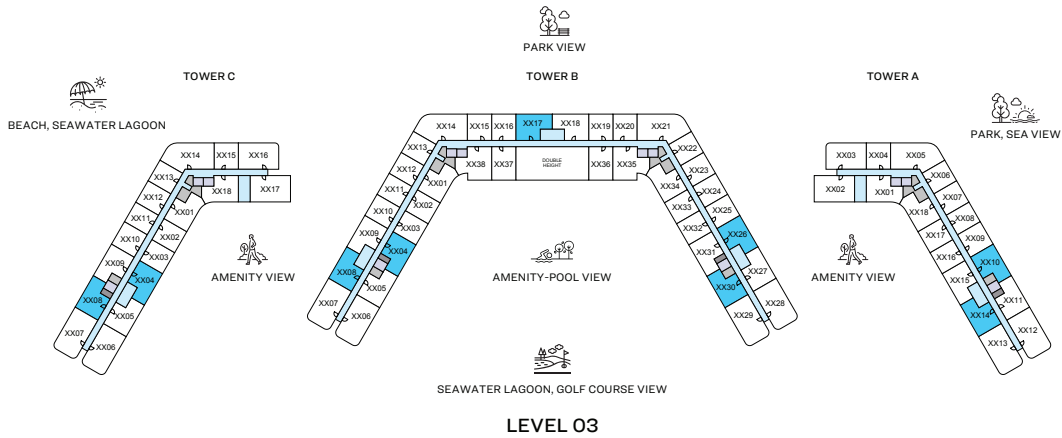 PARK VIEW
TOWER C
TOWER B
TOWER A
BEACH, SEAWATER LAGOON
PARK, SEA VIEW
XX14
XX15
XX16
XX13
XX18
XX17
XX12
XX01
XX11
XX02
XX10
XX03
XX09
XX04
XX08
XX05
XX07
XX06
XX14
XX15
XX16
XX17
XX18
XX19
XX20
XX21
XX13
XX38
XX37
DOUBLE
HEIGHT
XX36
XX35
XX22
XX12
XX01
XX34
XX23
XX11
XX02
XX33
XX24
XX10
XX03
XX32
XX25
XX09
XX04
XX31
XX26
XX08
XX05
XX30
XX27
XX07
XX06
XX29
XX28
XX03
XX04
XX05
XX02
XX01
XX06
XX18
XX07
XX17
XX08
XX16
XX09
XX15
XX10
XX14
XX11
XX13
XX12
AMENITY VIEW
AMENITY-POOL VIEW
AMENITY VIEW
SEAWATER LAGOON, GOLF COURSE VIEW
LEVEL 03